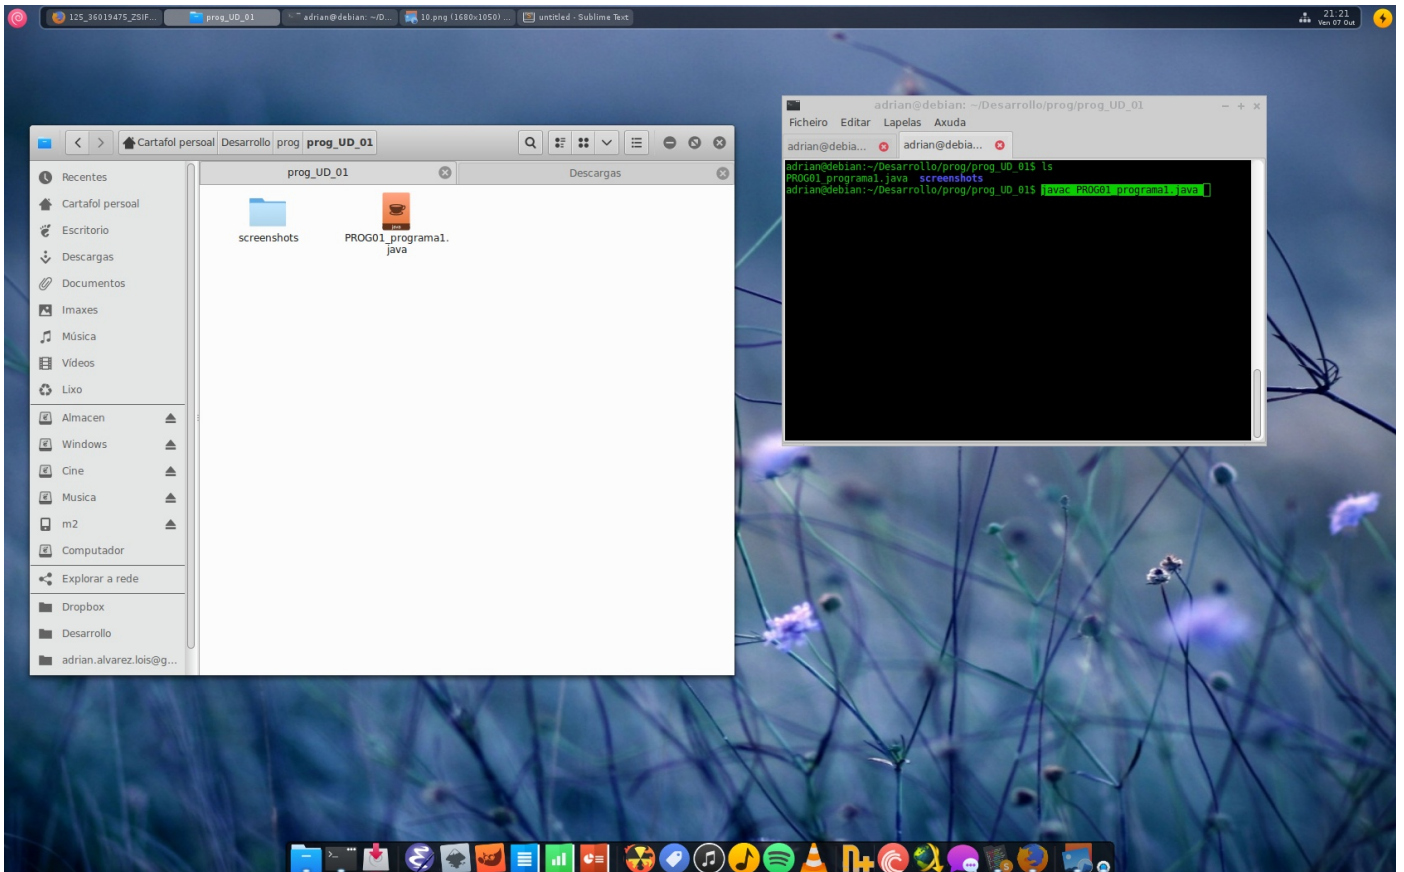 125_36019475_ZSIF...
prog_UD_01
adrian@debian: ~/D...
10.png (1680x1050) ...
untitled - Sublime Text
21:21
Ven 07 Out
Cartafol persoal
Desarrollo
prog
prog_UD_01
prog_UD_01
Descargas
Recentes
Cartafol persoal
Escritorio
Descargas
Documentos
Imaxes
Música
Vídeos
Lixo
Almacen
Windows
Cine
Musica
m2
Computador
Explorar a rede
Dropbox
Desarrollo
adrian.alvarez.lois@g...
screenshots
java
PROG01_programa1.
java
adrian@debian: ~/Desarrollo/prog/prog_UD_01
Ficheiro Editar Lapelas Axuda
adrian@debia...
adrian@debia...
adrian@debian:~/Desarrollo/prog/prog_UD_01$ ls
PROG01_programa1.java screenshots
adrian@debian:~/Desarrollo/prog/prog_UD_01$ javac PROG01_programa1.java